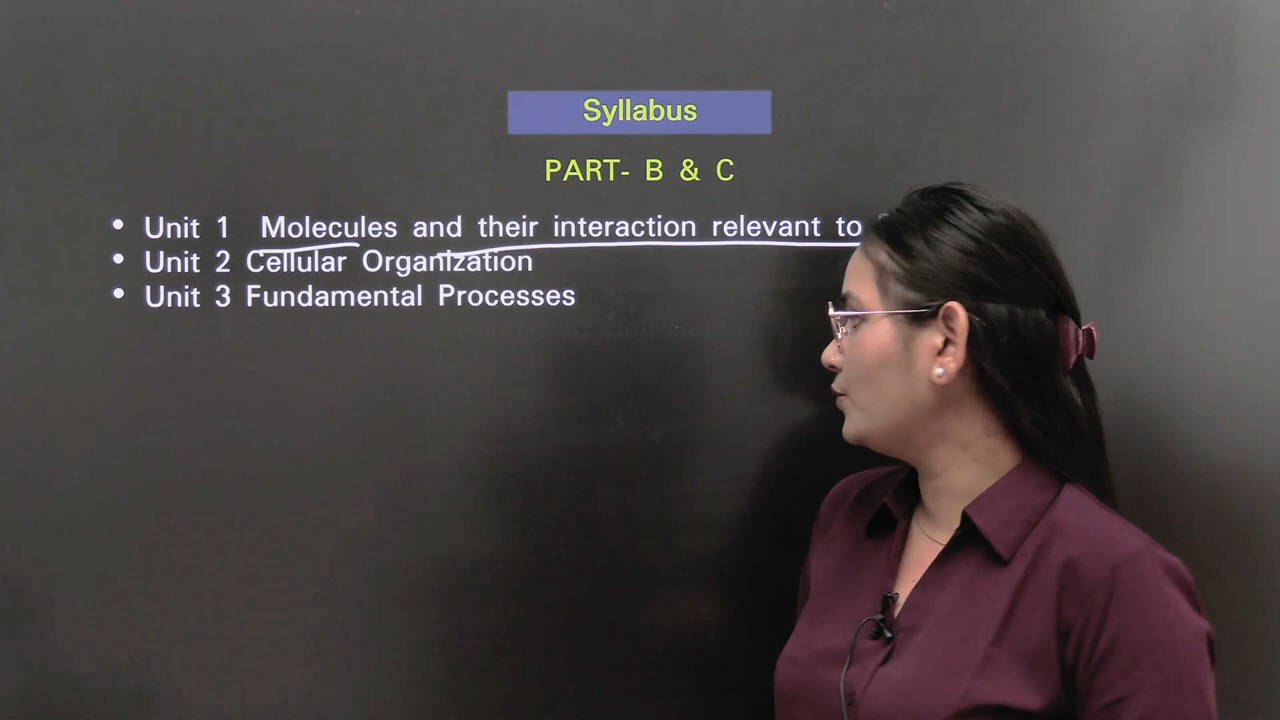 Syllabus
PART- B & C
• Unit 1 Molecules and their interaction relevant to
• Unit 2 Cellular Organization
• Unit 3 Fundamental Processes